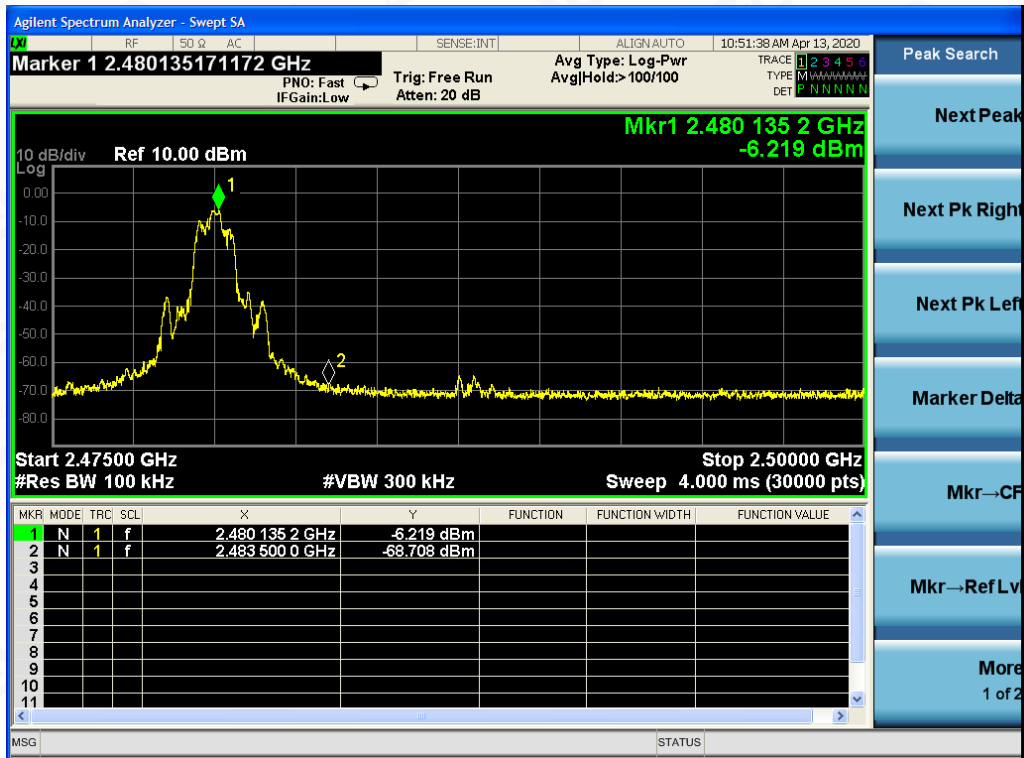 Agilent Spectrum Analyzer - Swept SA
LXI RF 50 Ω AC SENSE:INT ALIGN AUTO 10:51:38 AM Apr 13, 2020
Marker 1 2.480135171172 GHz
PNO: Fast
IFGain:Low
Trig: Free Run
Atten: 20 dB
Avg Type: Log-Pwr
Avg|Hold:>100/100
TRACE 1 2 3 4 5 6
TYPE M WWWWW
DET P N N N N N
Mkr1 2.480 135 2 GHz
-6.219 dBm
10 dB/div Ref 10.00 dBm
Log
1
0.00
-10.0
-20.0
-30.0
-40.0
-50.0
2
-60.0
-70.0
-80.0
Start 2.47500 GHz Stop 2.50000 GHz
#Res BW 100 kHz #VBW 300 kHz Sweep 4.000 ms (30000 pts)
MKR MODE TRC SCL X Y FUNCTION FUNCTION WIDTH FUNCTION VALUE
1 N 1 f 2.480 135 2 GHz -6.219 dBm
2 N 1 f 2.483 500 0 GHz -68.708 dBm
3
4
5
6
7
8
9
10
11
MSG STATUS
Peak Search
Next Peak
Next Pk Right
Next Pk Left
Marker Delta
Mkr→CF
Mkr→Ref Lvl
More
1 of 2